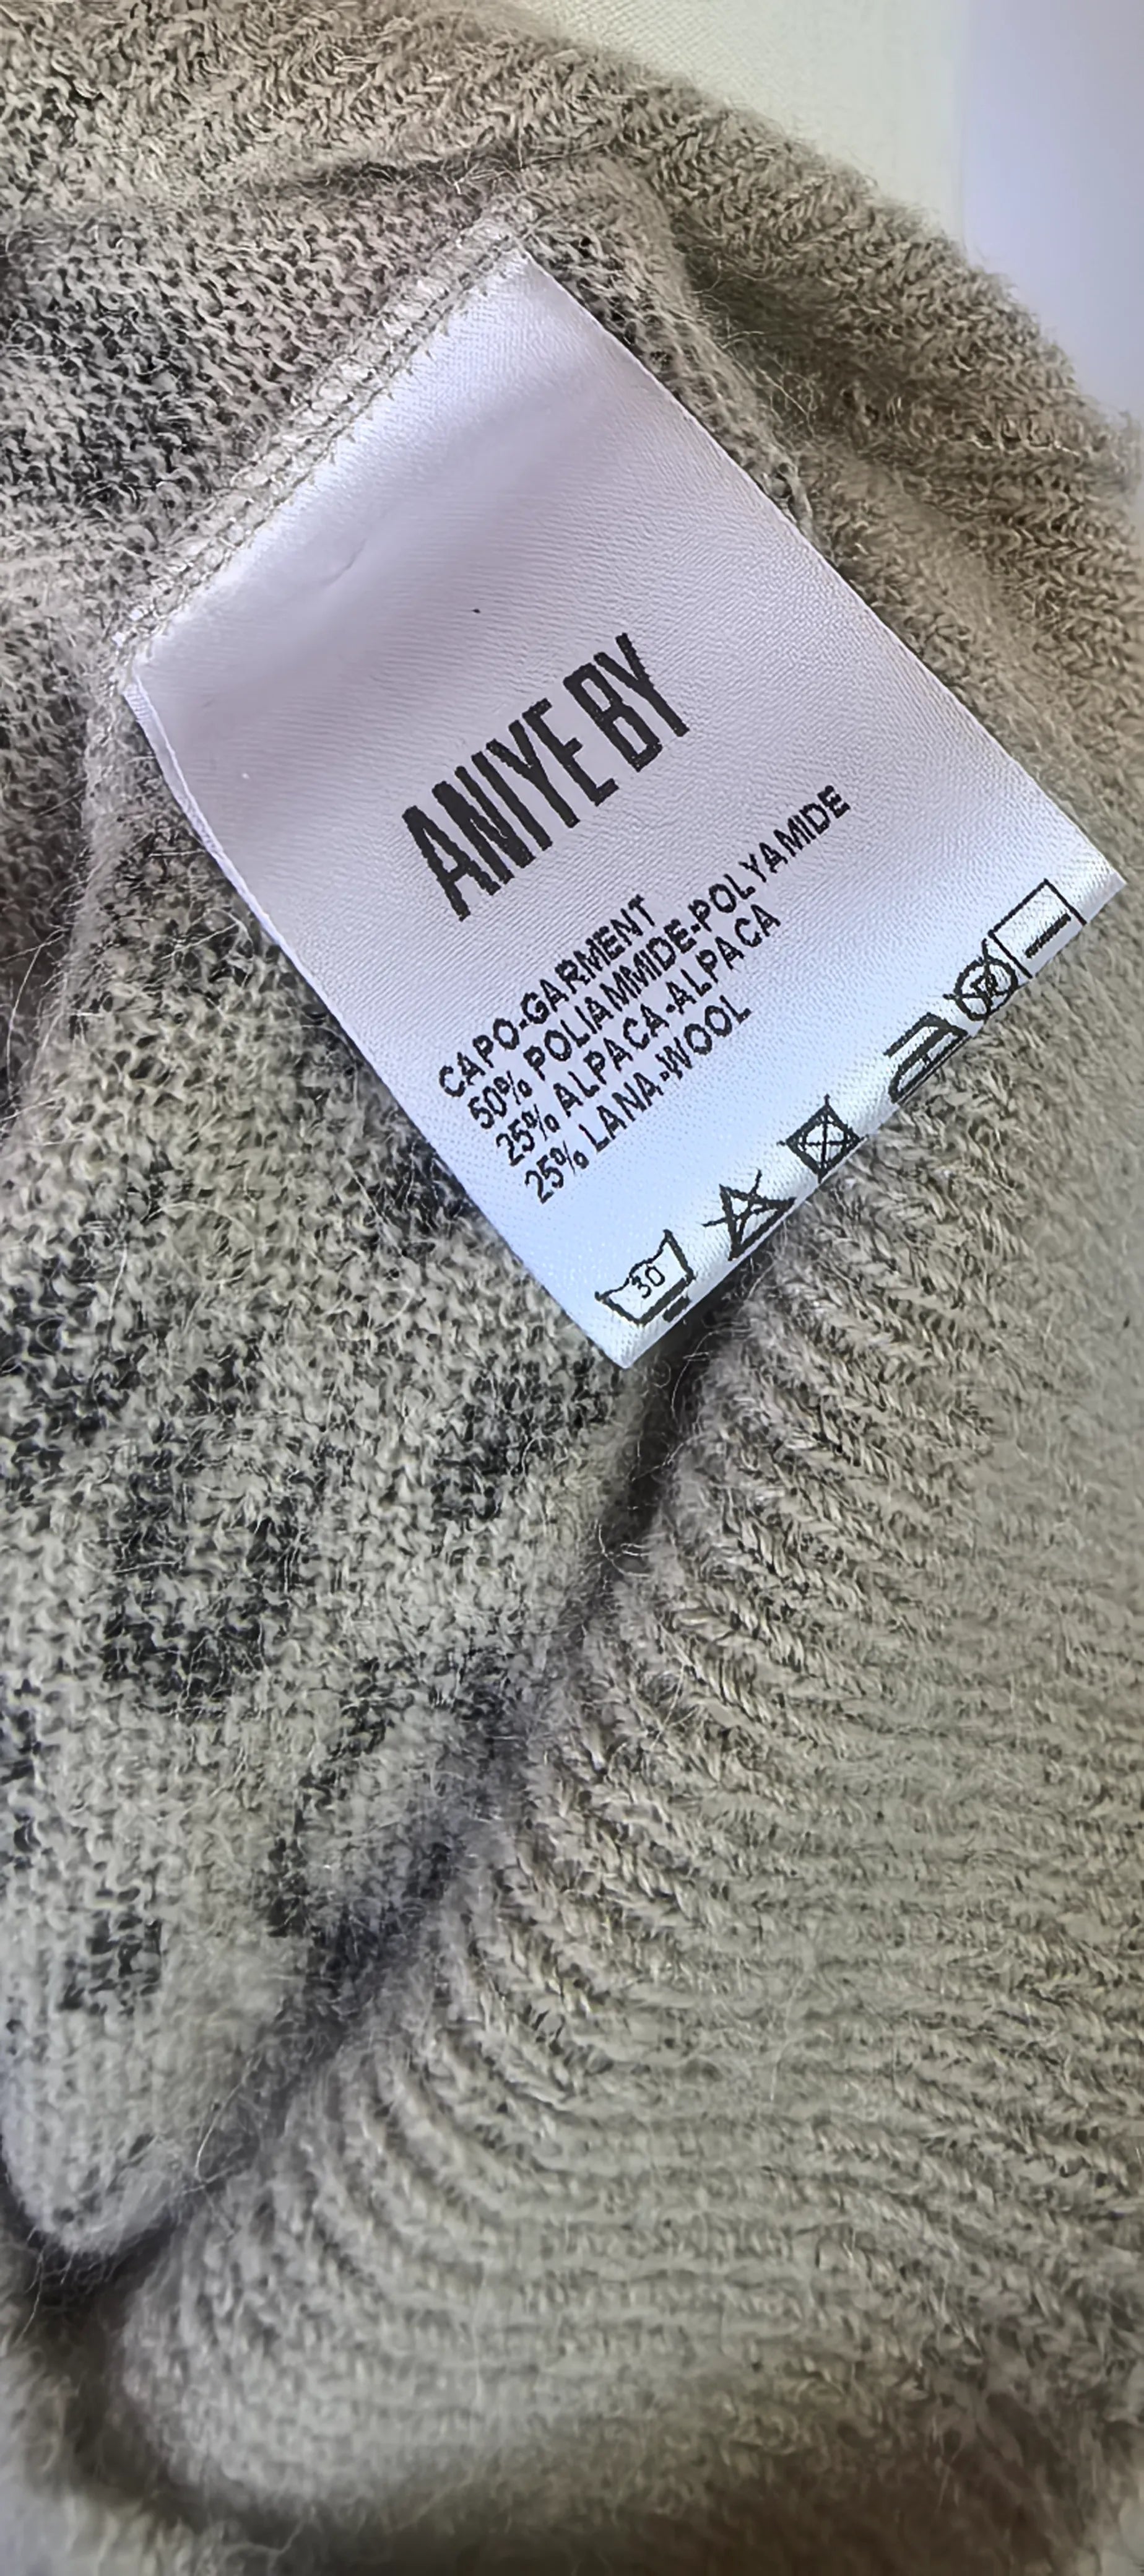 ANIYE BY
CAPO-GARMENT
50% POLIAMMIDE-POLYAMIDE
25% ALPACA-ALPACA
25% LANA-WOOL
30